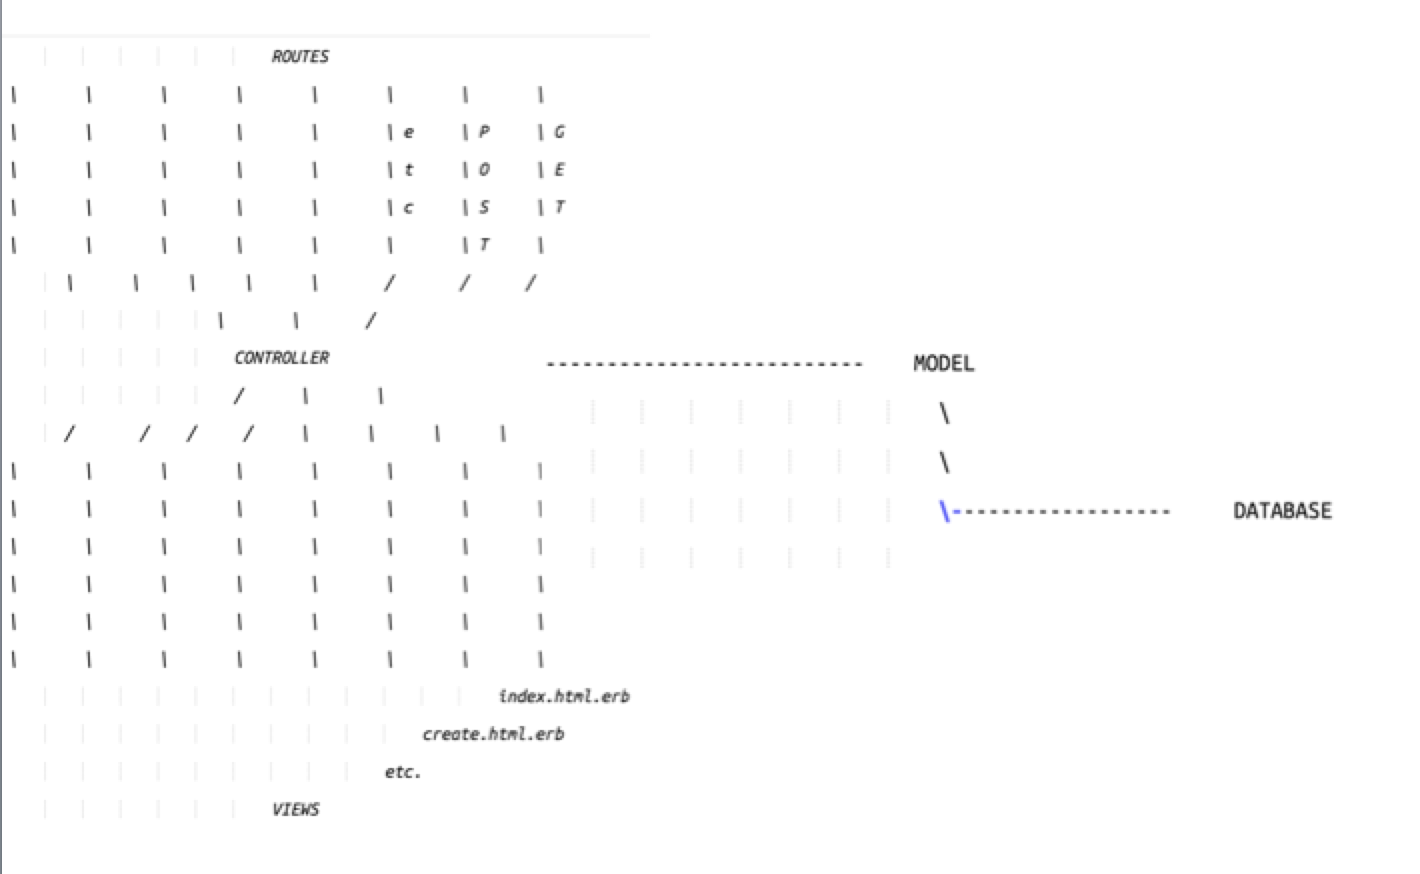 ROUTES
\ \ \ \ \ \ \ \
\ \ \ \ \ \ e \ P \ G
\ \ \ \ \ \ t \ O \ E
\ \ \ \ \ \ c \ S \ T
\ \ \ \ \ \ \ T \
\ \ \ \ \ / / /
\ \ /
CONTROLLER -------------------------- MODEL
/ \ \ \
/ / / / \ \ \ \
\ \ \ \ \ \ \ \ \
\ \ \ \ \ \ \ \ \------------------ DATABASE
\ \ \ \ \ \ \ \
\ \ \ \ \ \ \ \
\ \ \ \ \ \ \ \
\ \ \ \ \ \ \ \
index.html.erb
create.html.erb
etc.
VIEWS